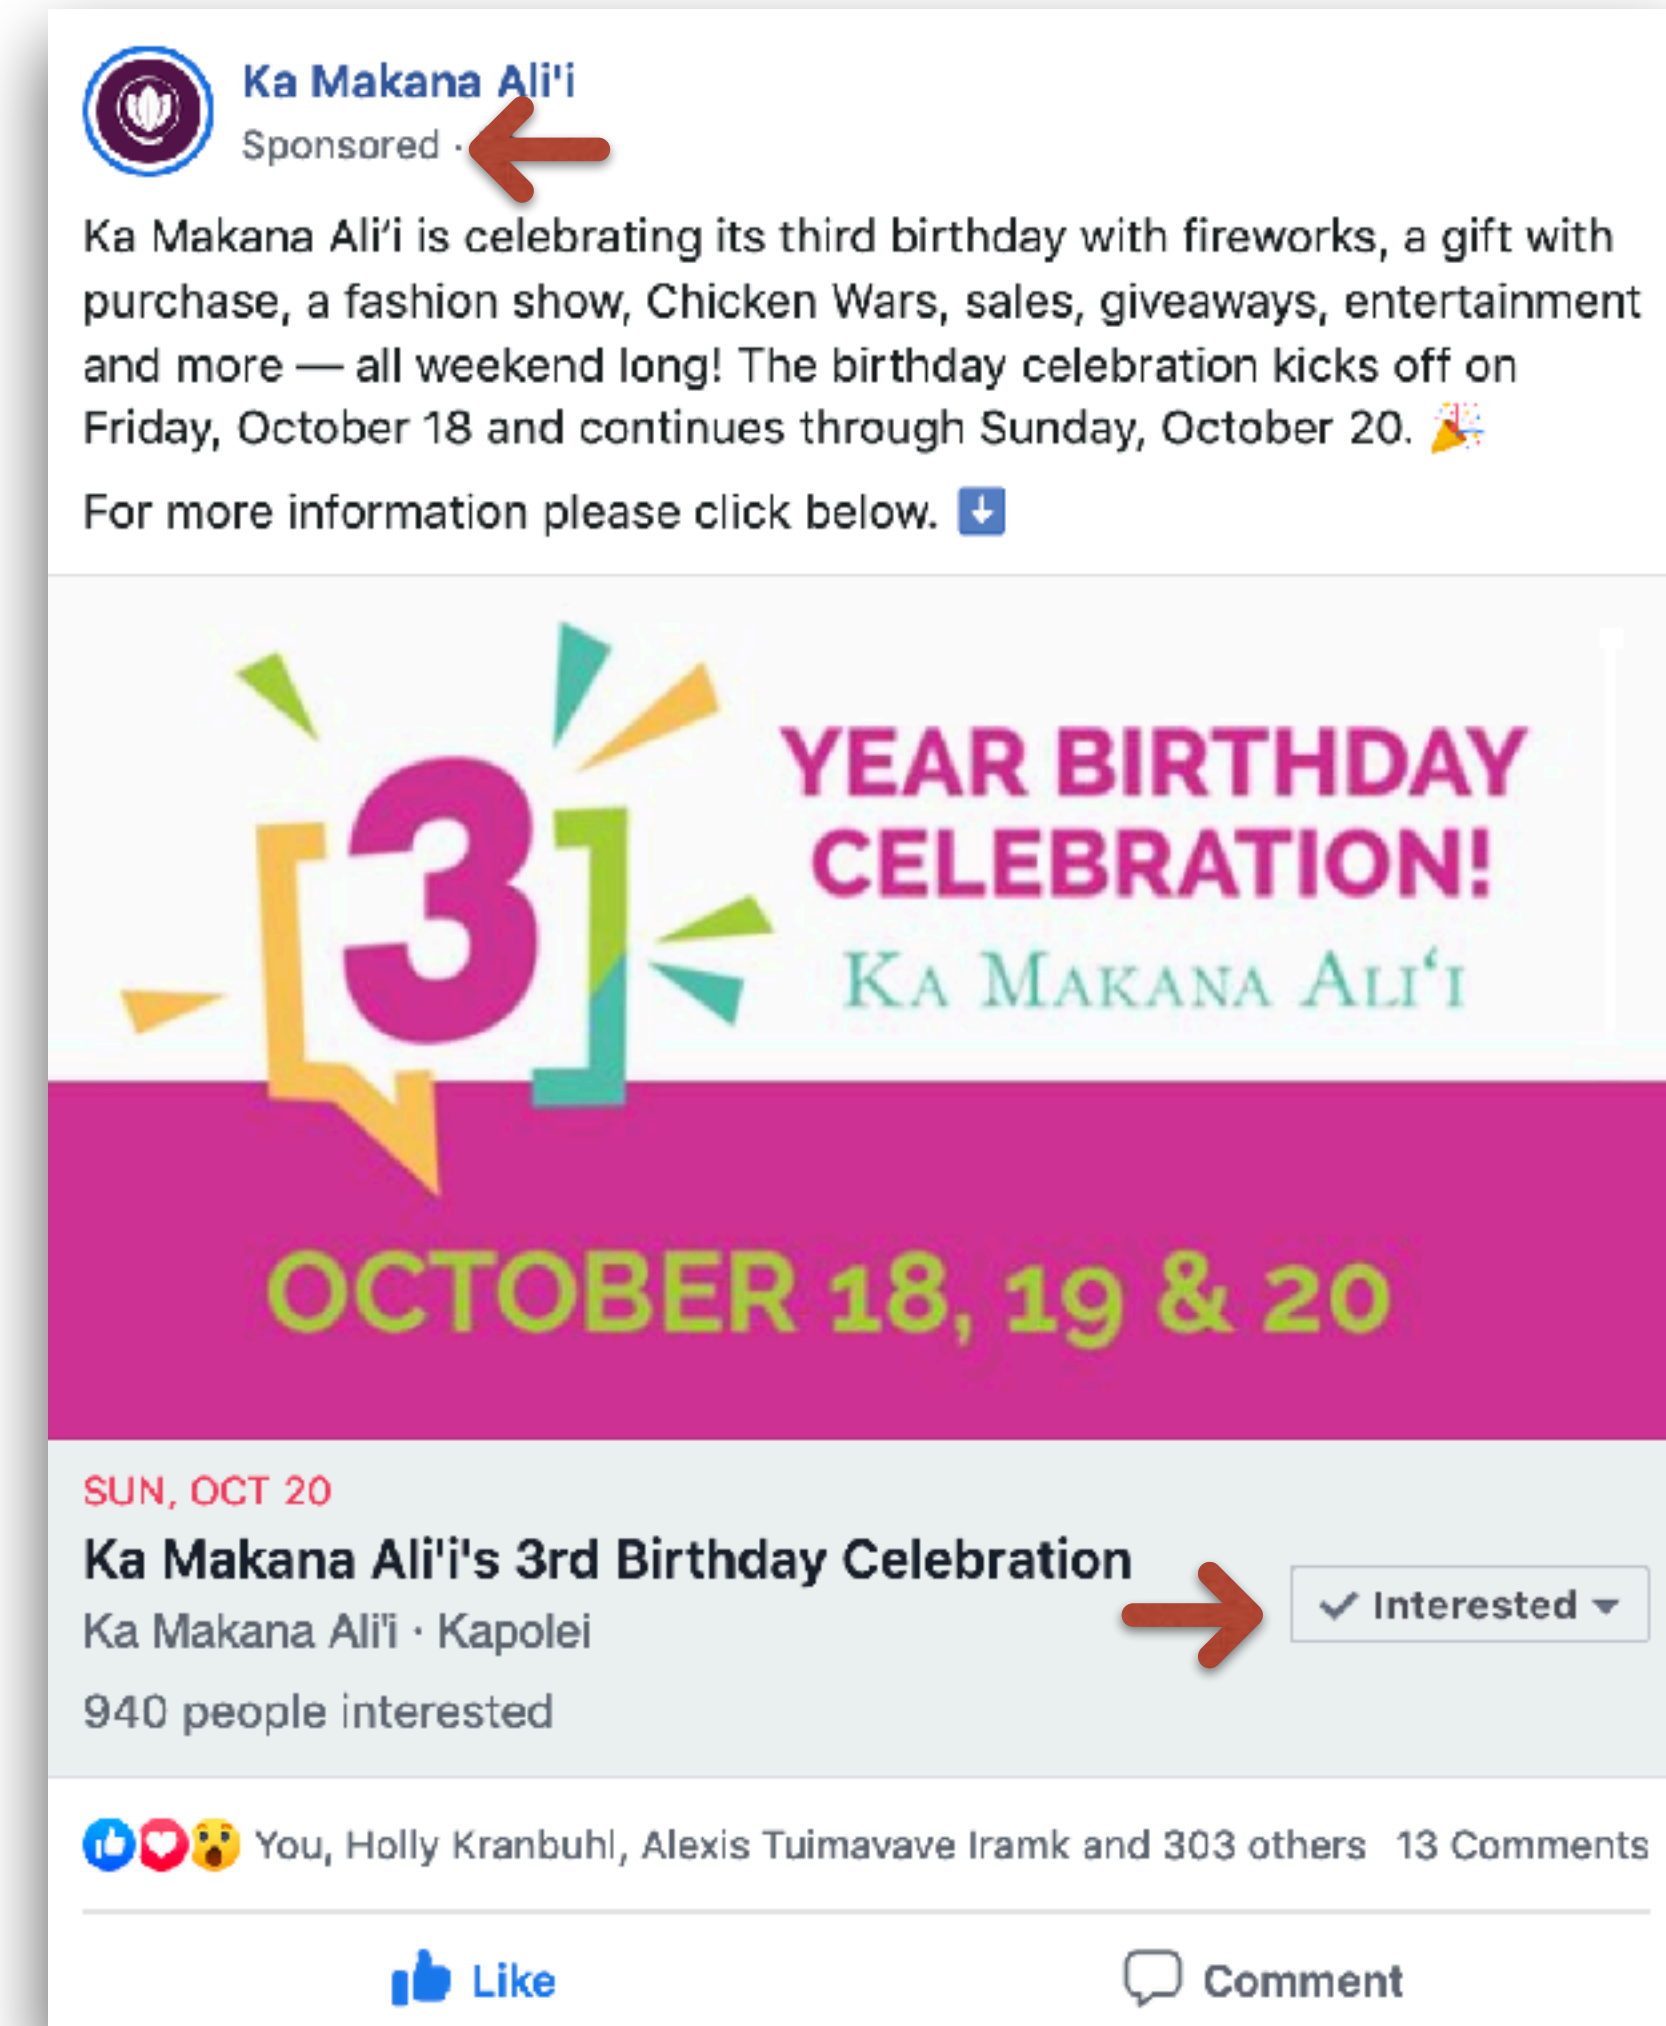 Ka Makana Ali'i
Sponsored ·
Ka Makana Ali'i is celebrating its third birthday with fireworks, a gift with
purchase, a fashion show, Chicken Wars, sales, giveaways, entertainment
and more — all weekend long! The birthday celebration kicks off on
Friday, October 18 and continues through Sunday, October 20. 🎉
For more information please click below. ⬇️
3
YEAR BIRTHDAY
CELEBRATION!
KA MAKANA ALI‘I
OCTOBER 18, 19 & 20
SUN, OCT 20
Ka Makana Ali'i's 3rd Birthday Celebration
Ka Makana Ali'i · Kapolei
Interested
940 people interested
You, Holly Kranbuhl, Alexis Tuimavave Iramk and 303 others 13 Comments
Like Comment